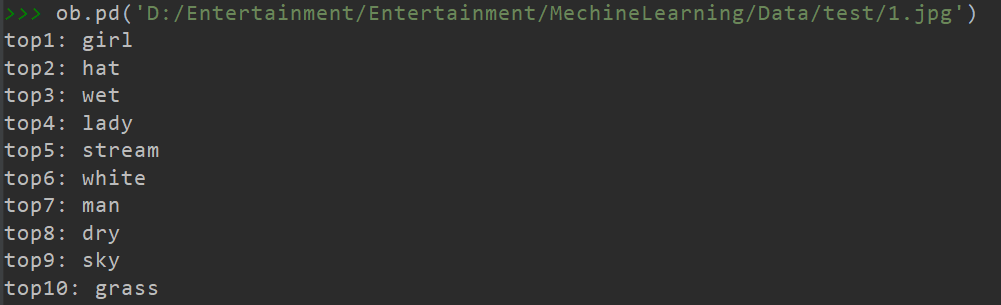 >>> ob.pd('D:/Entertainment/Entertainment/MechineLearning/Data/test/1.jpg')
top1: girl
top2: hat
top3: wet
top4: lady
top5: stream
top6: white
top7: man
top8: dry
top9: sky
top10: grass